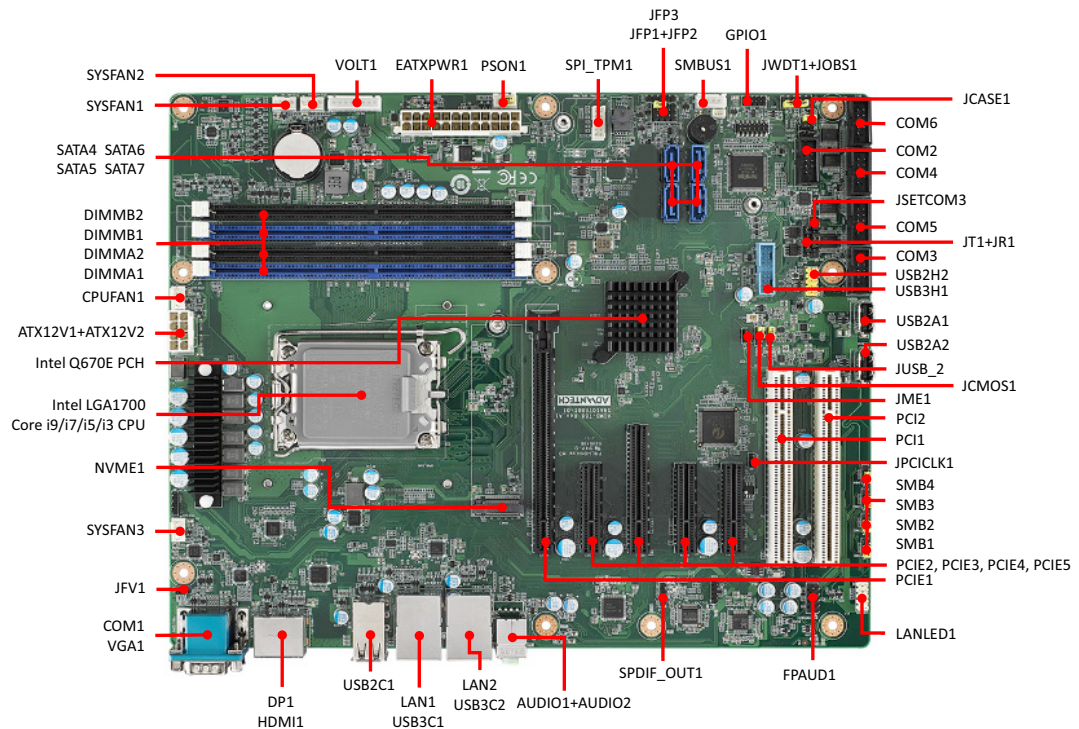 JFP3
JFP1+JFP2
GPIO1
SYSFAN2
VOLT1
EATXPWR1
PSON1
SPI_TPM1
SMBUS1
JWDT1+JOBS1
SYSFAN1
JCASE1
COM6
SATA4 SATA6
SATA5 SATA7
COM2
COM4
JSETCOM3
DIMMB2
DIMMB1
DIMMA2
DIMMA1
COM5
JT1+JR1
COM3
USB2H2
USB3H1
CPUFAN1
ATX12V1+ATX12V2
USB2A1
USB2A2
Intel Q670E PCH
JUSB_2
JCMOS1
JME1
Intel LGA1700
Core i9/i7/i5/i3 CPU
ADVANTECH
PCI2
PCI1
NVME1
JPCICLK1
SMB4
SMB3
SMB2
SMB1
SYSFAN3
PCIE2, PCIE3, PCIE4, PCIE5
PCIE1
JFV1
COM1
VGA1
LANLED1
SPDIF_OUT1
FPAUD1
USB2C1
LAN1
USB3C1
LAN2
USB3C2
AUDIO1+AUDIO2
DP1
HDMI1